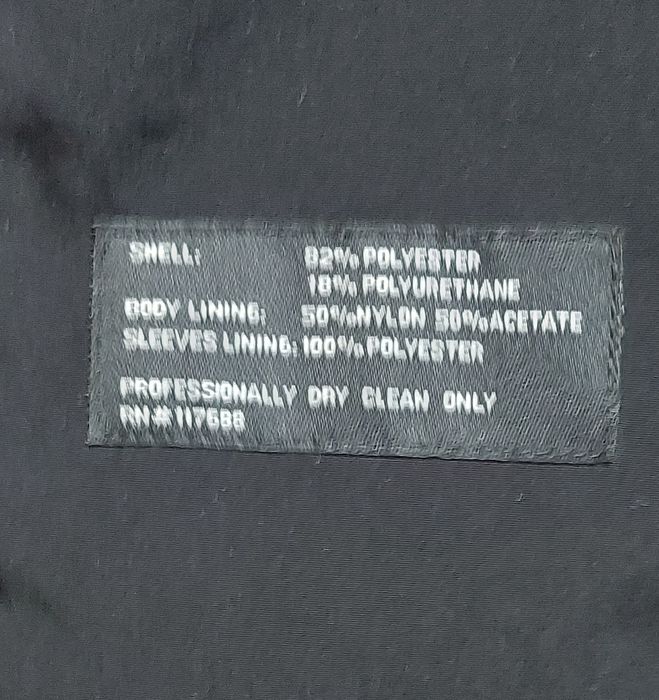 SHELL: 82% POLYESTER
18% POLYURETHANE
BODY LINING: 50%NYLON 50%ACETATE
SLEEVES LINING: 100% POLYESTER
PROFESSIONALLY DRY CLEAN ONLY
RN#